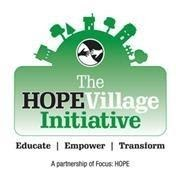 The
HOPE Village
Initiative
Educate | Empower | Transform
A partnership of Focus: HOPE